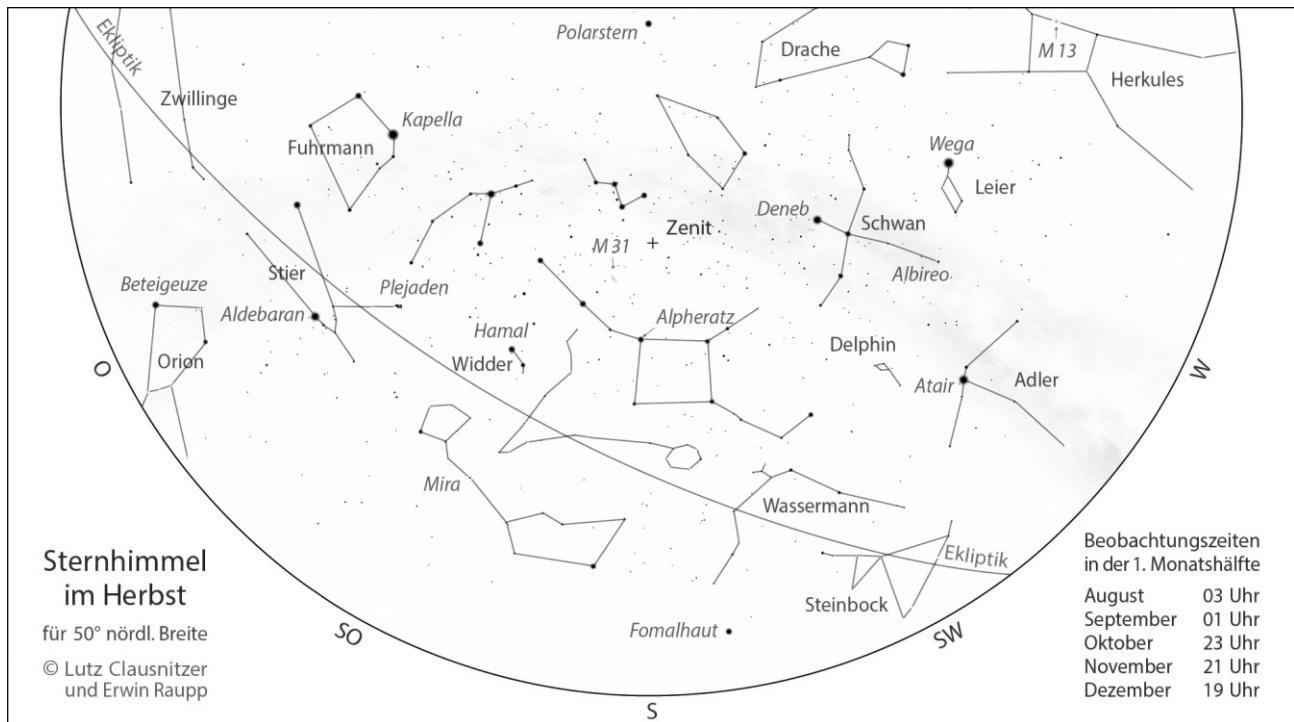 Ekliptik
Polarstern
Drache
M 13
Herkules
Zwillinge
Kapella
Fuhrmann
Wega
Leier
Deneb
Schwan
Zenit
M 31
Albireo
Stier
Plejaden
Beteigeuze
Aldebaran
Orion
Hamal
Widder
Alpheratz
Delphin
Atair
Adler
O
W
Mira
Wassermann
Ekliptik
Steinbock
Fomalhaut
SO
SW
S
Sternhimmel
im Herbst
für 50° nördl. Breite
© Lutz Clausnitzer
und Erwin Raupp
Beobachtungszeiten
in der 1. Monatshälfte
August 03 Uhr
September 01 Uhr
Oktober 23 Uhr
November 21 Uhr
Dezember 19 Uhr